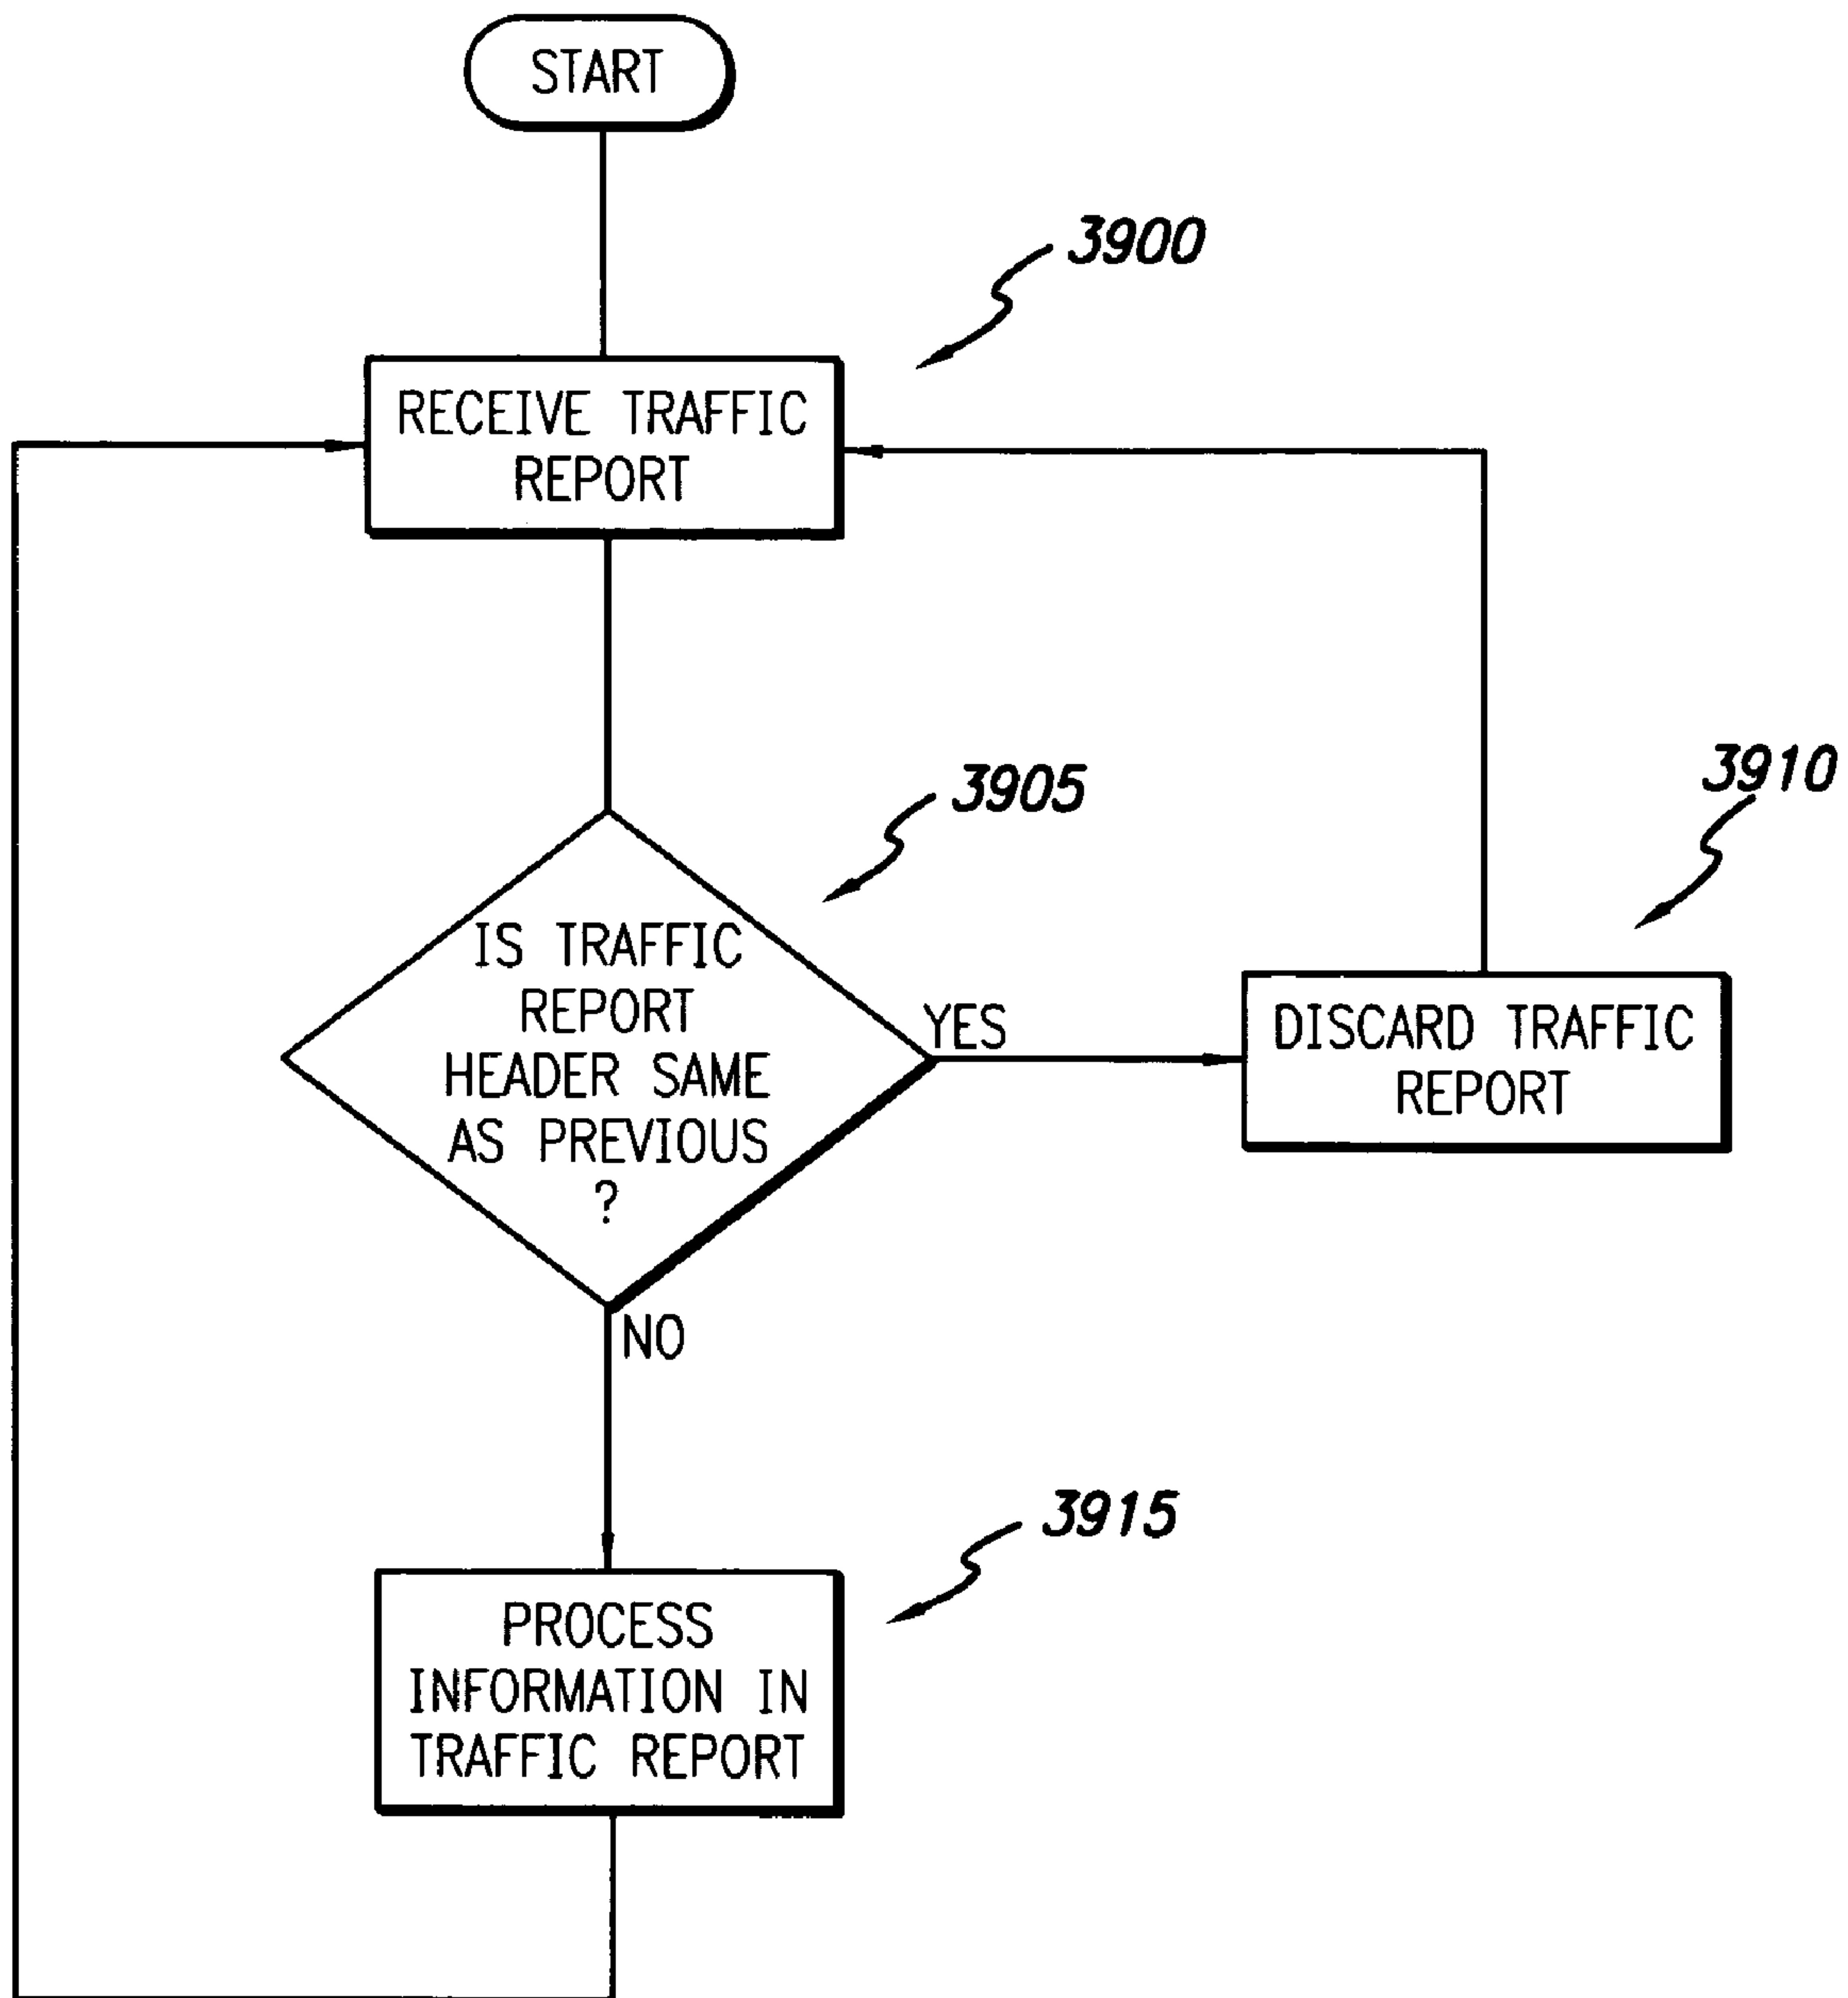 START
3900
RECEIVE TRAFFIC
REPORT
3905
3910
IS TRAFFIC
REPORT
HEADER SAME
AS PREVIOUS
?
YES
DISCARD TRAFFIC
REPORT
NO
3915
PROCESS
INFORMATION IN
TRAFFIC REPORT